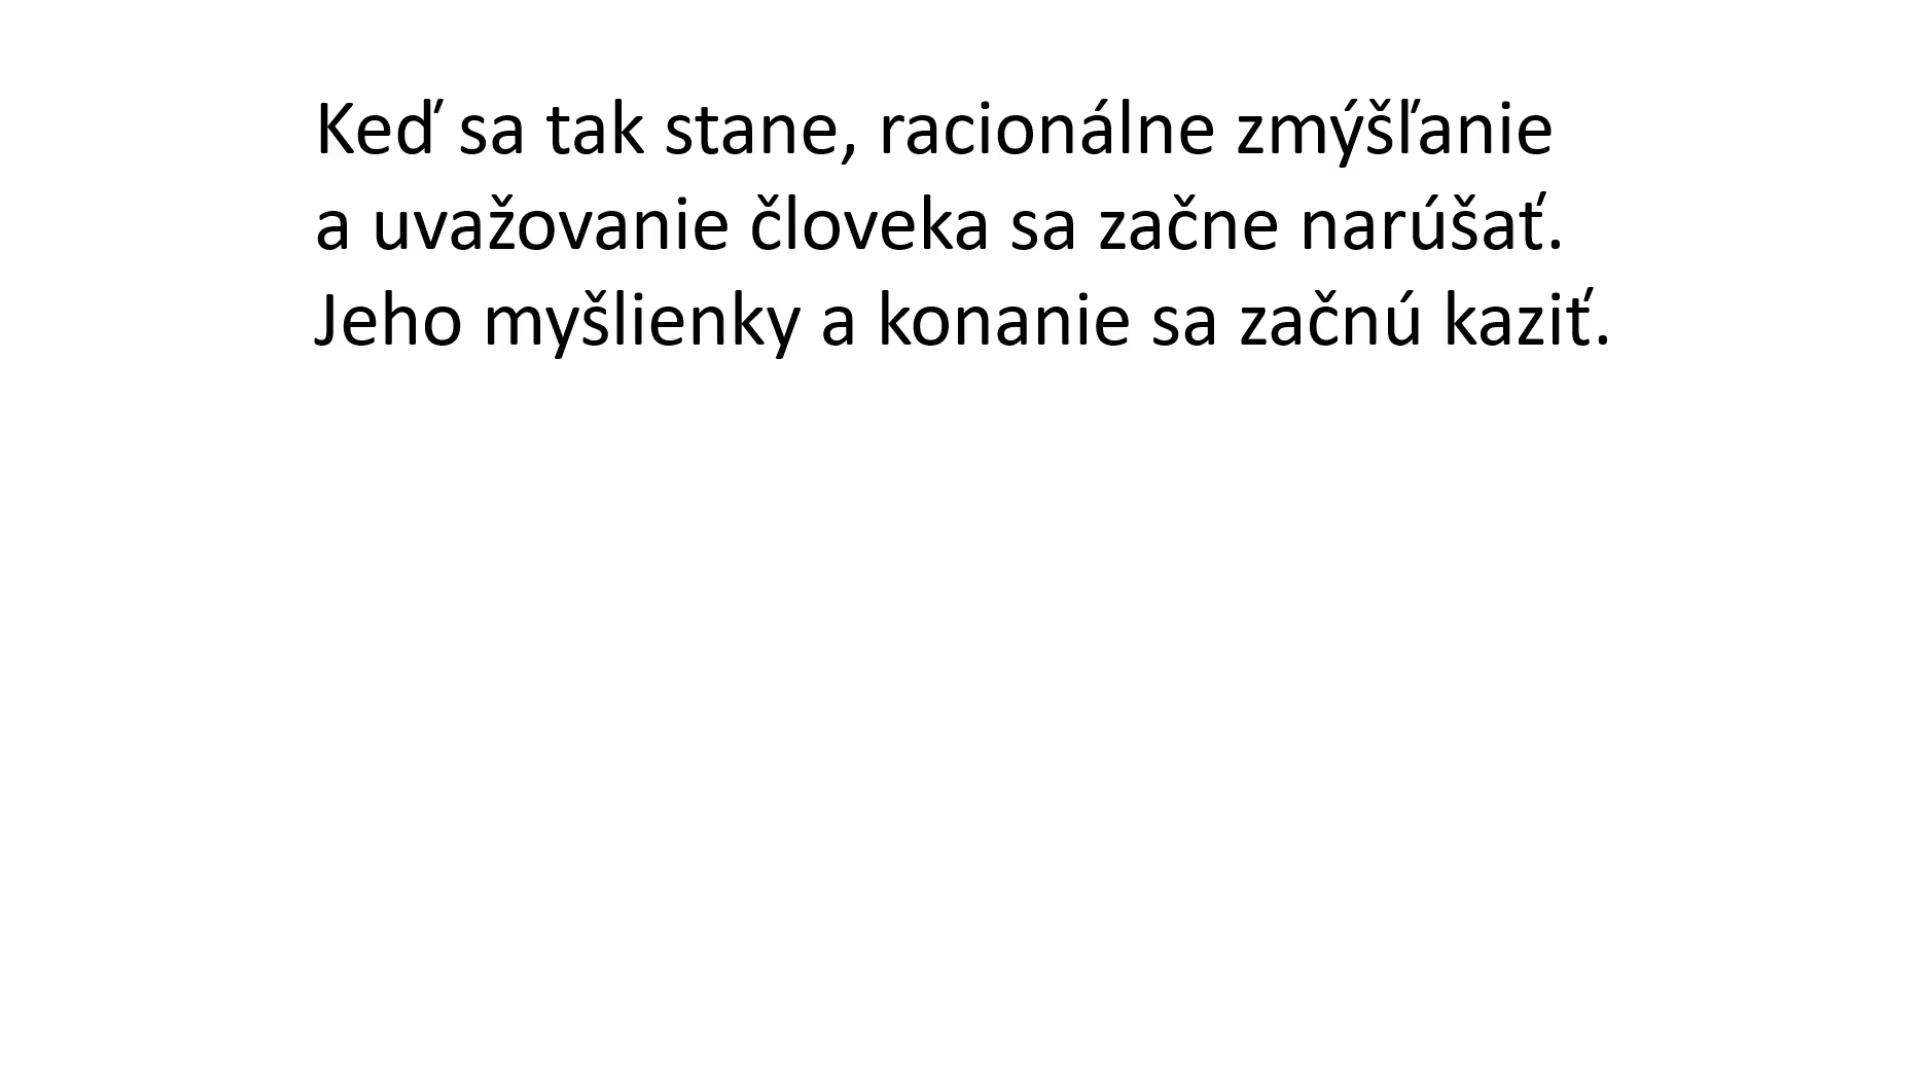 Keď sa tak stane, racionálne zmýšľanie
a uvažovanie človeka sa začne narúšať.
Jeho myšlienky a konanie sa začnú kaziť.